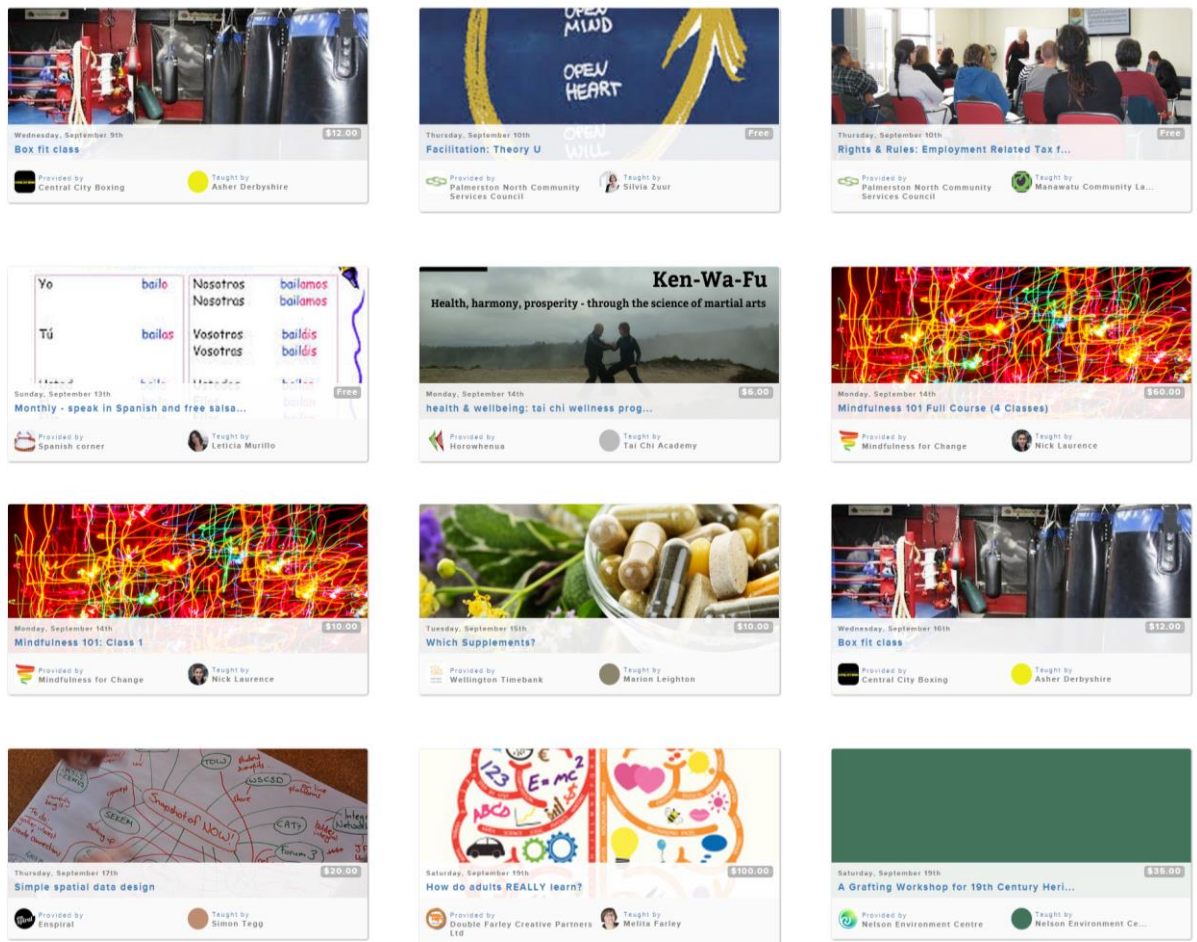 Wednesday, September 9th
$12.00
Box fit class
Provided by
Central City Boxing
Taught by
Asher Derbyshire
OPEN
MIND
OPEN
HEART
OPEN
WILL
Thursday, September 10th
Free
Facilitation: Theory U
Provided by
Palmerston North Community
Services Council
Taught by
Silvia Zuur
Thursday, September 10th
Free
Rights & Rules: Employment Related Tax f...
Provided by
Palmerston North Community
Services Council
Taught by
Manawatu Community La...
Yo bailo Nosotros bailamos
Nosotras bailamos
Tú bailas Vosotros bailáis
Vosotras bailáis
Sunday, September 13th
Free
Monthly - speak in Spanish and free salsa...
Provided by
Spanish corner
Taught by
Leticia Murillo
Ken-Wa-Fu
Health, harmony, prosperity - through the science of martial arts
Monday, September 14th
$6.00
health & wellbeing: tai chi wellness prog...
Provided by
Horowhenua
Taught by
Tai Chi Academy
Monday, September 14th
$60.00
Mindfulness 101 Full Course (4 Classes)
Provided by
Mindfulness for Change
Taught by
Nick Laurence
Monday, September 14th
$10.00
Mindfulness 101: Class 1
Provided by
Mindfulness for Change
Taught by
Nick Laurence
Tuesday, September 15th
$10.00
Which Supplements?
Provided by
Wellington Timebank
Taught by
Marion Leighton
Wednesday, September 16th
$12.00
Box fit class
Provided by
Central City Boxing
Taught by
Asher Derbyshire
TDLW
WSCSD
share
concept
Snapshot of NOW!
SEKEM
CAT
Forum 3
Thursday, September 17th
$20.00
Simple spatial data design
Provided by
Enspiral
Taught by
Simon Tegg
123
E=mc²
ABCD
Saturday, September 19th
$100.00
How do adults REALLY learn?
Provided by
Double Farley Creative Partners
Ltd
Taught by
Melita Farley
Saturday, September 19th
$35.00
A Grafting Workshop for 19th Century Heri...
Provided by
Nelson Environment Centre
Taught by
Nelson Environment Ce...